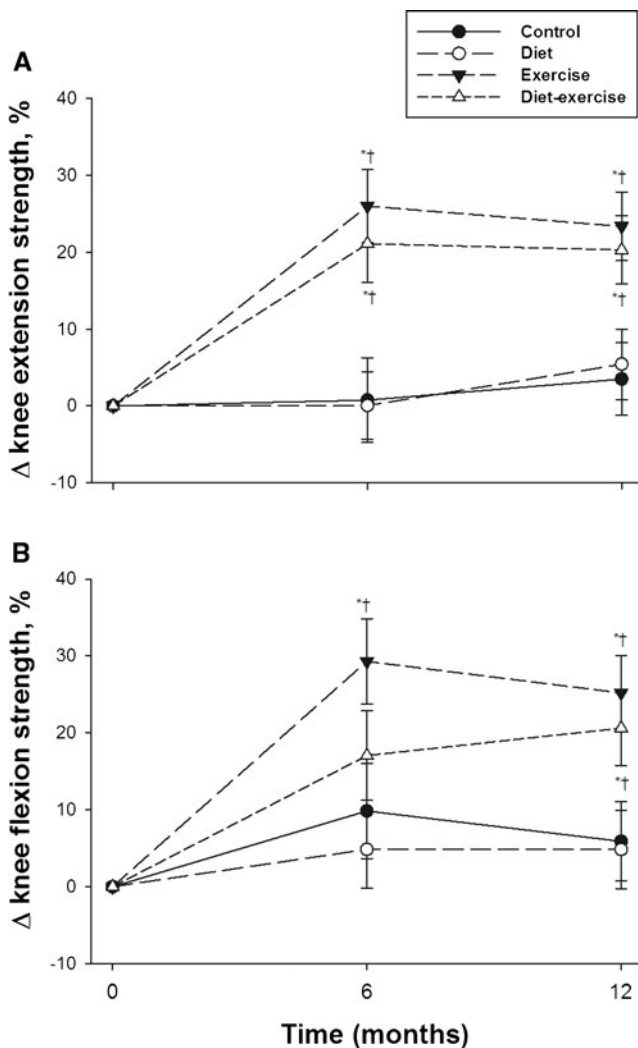 Control
Diet
Exercise
Diet-exercise
A
Δ knee extension strength, %
40
30
20
10
0
-10
*†
*†
*†
*†
B
Δ knee flexion strength, %
40
30
20
10
0
-10
*†
*†
*†
0
6
12
Time (months)